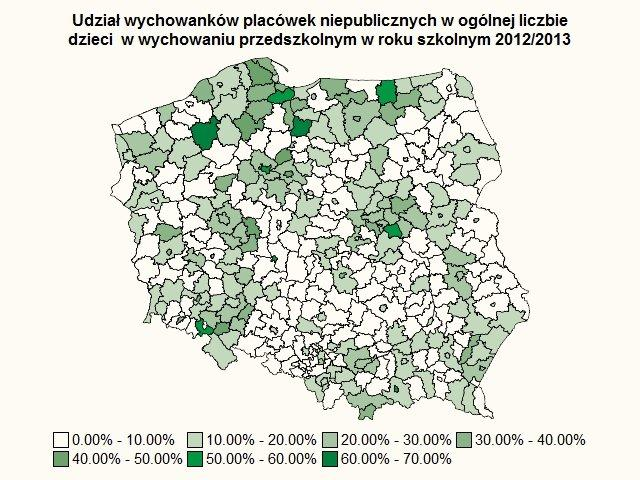 Udział wychowanków placówek niepublicznych w ogólnej liczbie
dzieci w wychowaniu przedszkolnym w roku szkolnym 2012/2013
0.00% - 10.00% 10.00% - 20.00% 20.00% - 30.00% 30.00% - 40.00%
40.00% - 50.00% 50.00% - 60.00% 60.00% - 70.00%